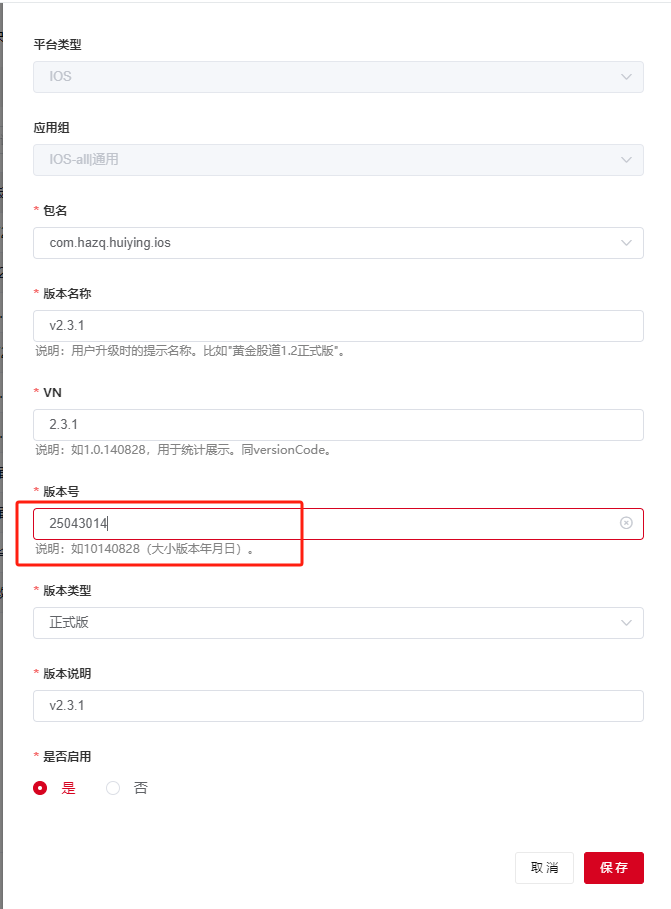 平台类型
IOS
应用组
IOS-all|通用
* 包名
com.hazq.huiying.ios
* 版本名称
v2.3.1
说明：用户升级时的提示名称。比如"黄金股道1.2正式版"。
* VN
2.3.1
说明：如1.0.140828，用于统计展示。同versionCode。
* 版本号
25043014
说明：如10140828（大小版本年月日）。
* 版本类型
正式版
* 版本说明
v2.3.1
* 是否启用
是 否
取消 保存